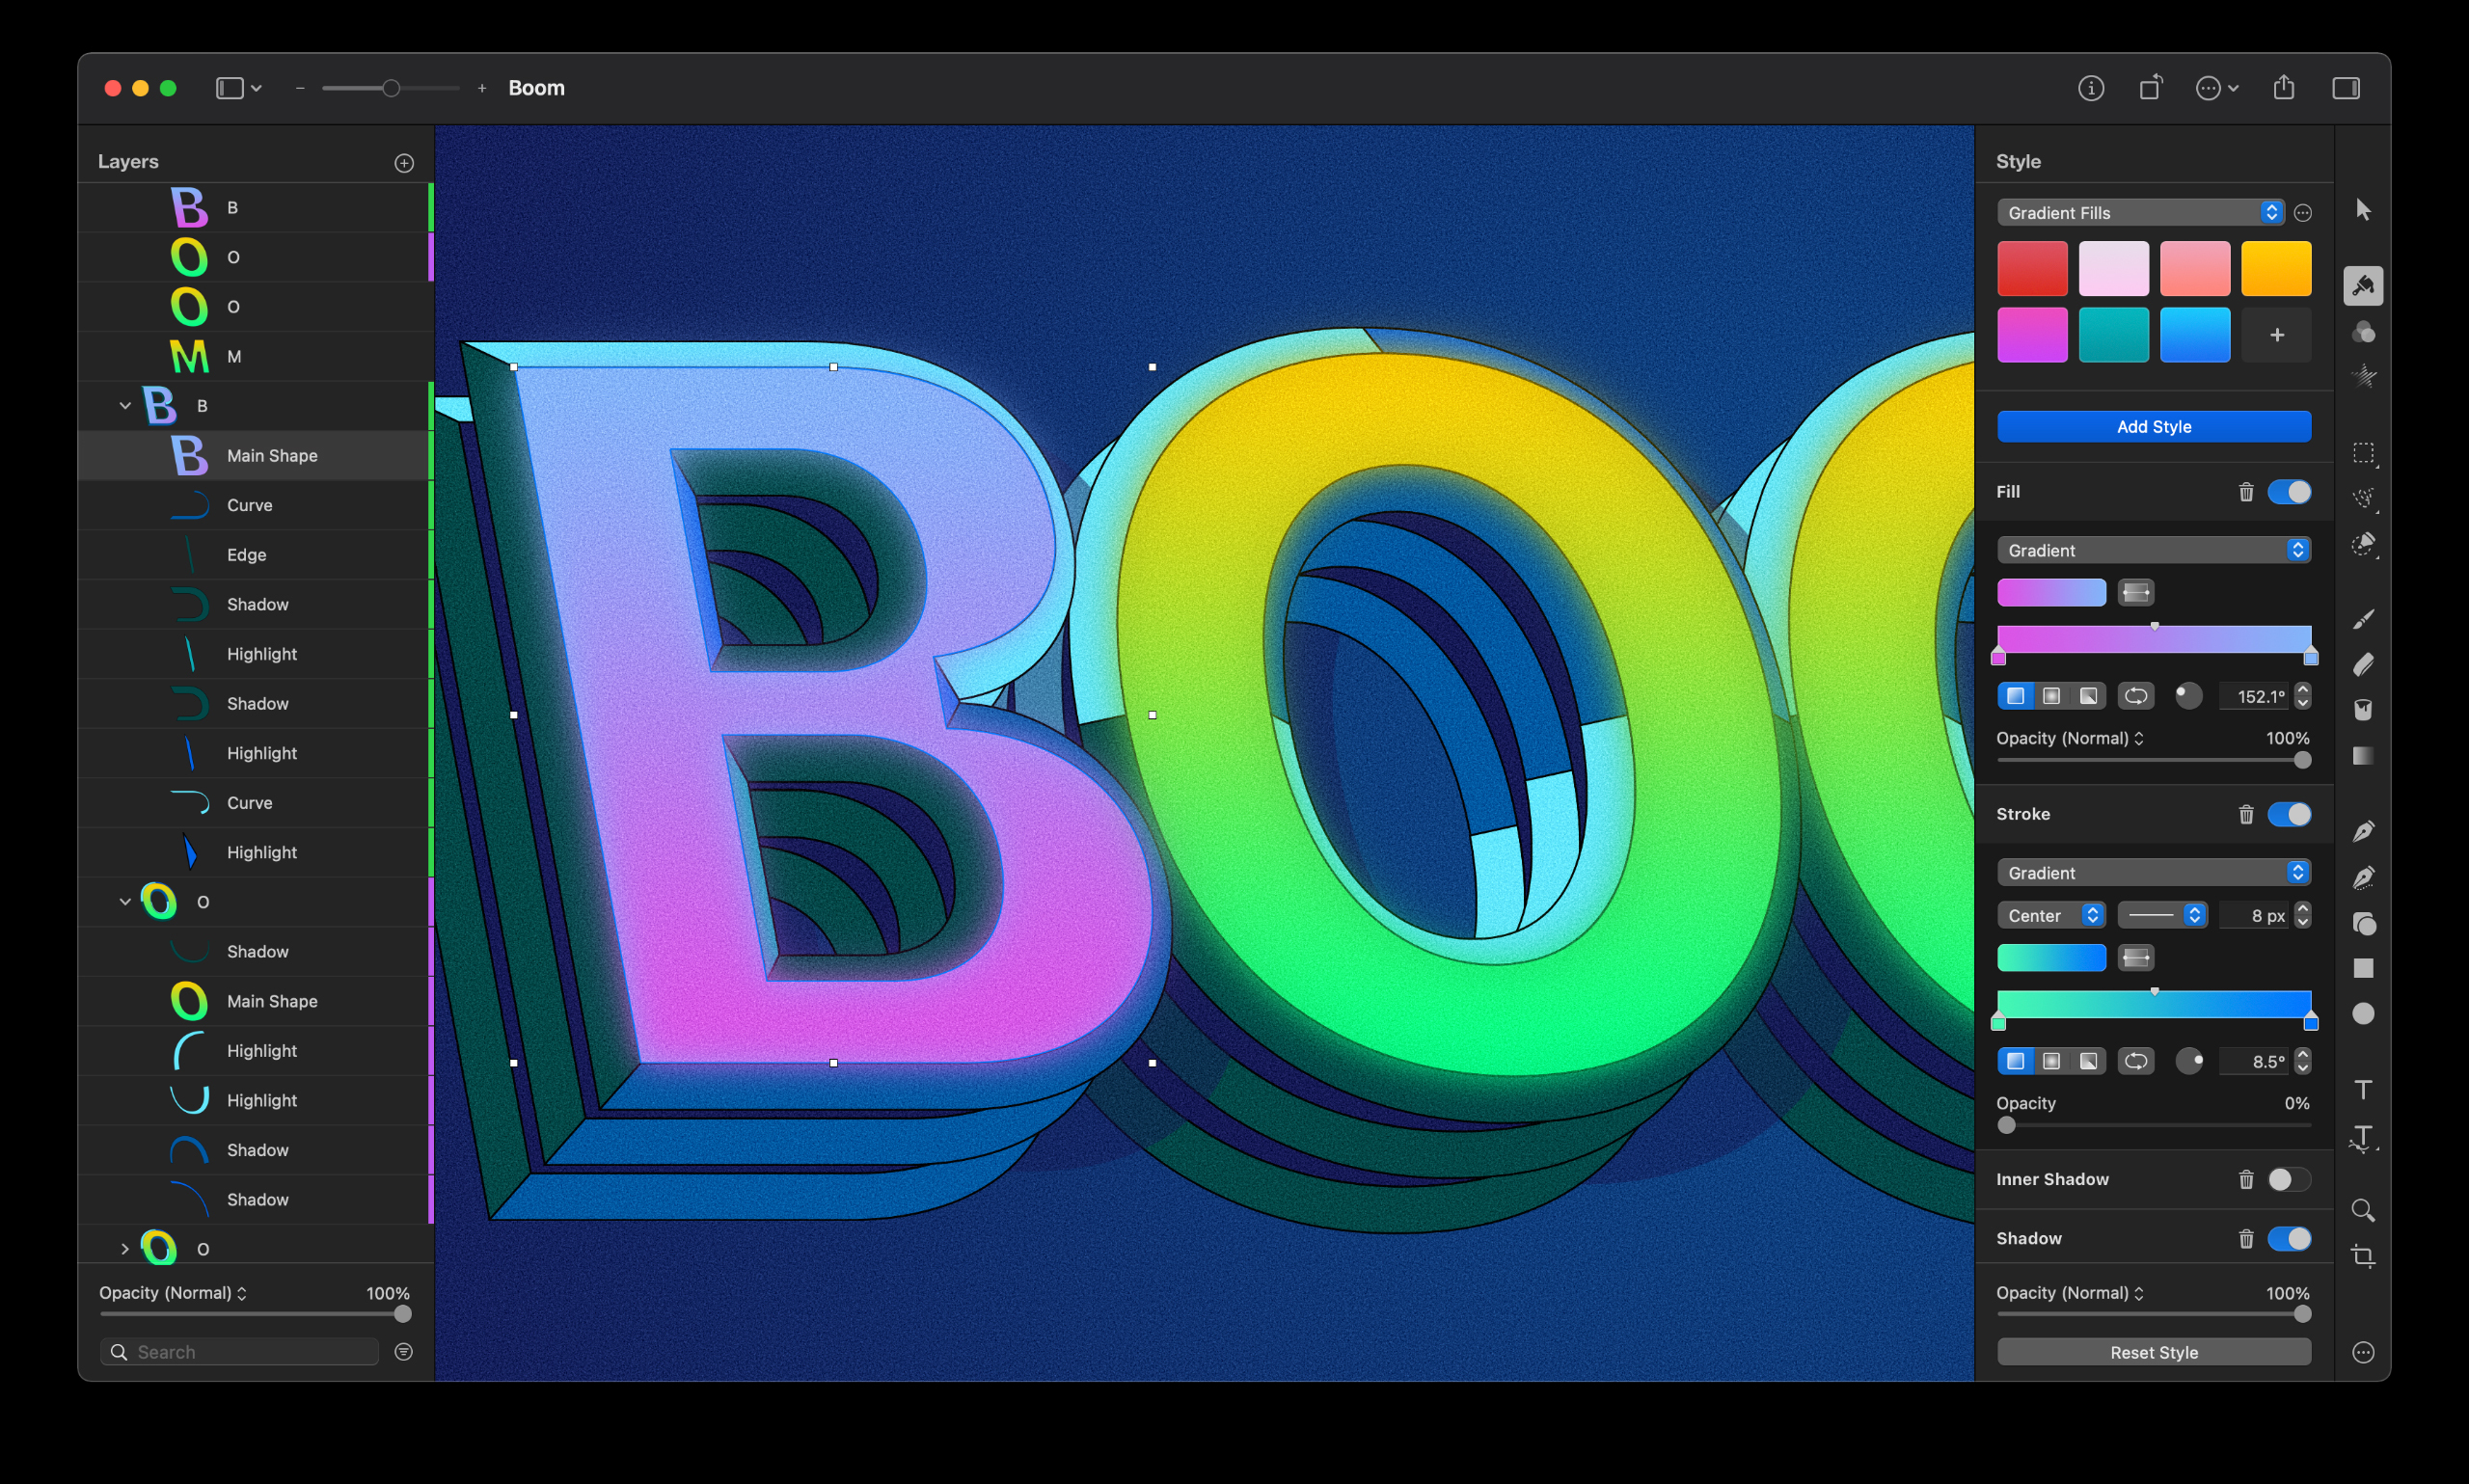 Boom
Layers
B
O
O
M
B
Main Shape
Curve
Edge
Shadow
Highlight
Shadow
Highlight
Curve
Highlight
O
Shadow
Main Shape
Highlight
Highlight
Shadow
Shadow
O
Opacity (Normal) 100%
Search
BOO
Style
Gradient Fills
Add Style
Fill
Gradient
152.1°
Opacity (Normal) 100%
Stroke
Gradient
Center 8 px
8.5°
Opacity 0%
Inner Shadow
Shadow
Opacity (Normal) 100%
Reset Style